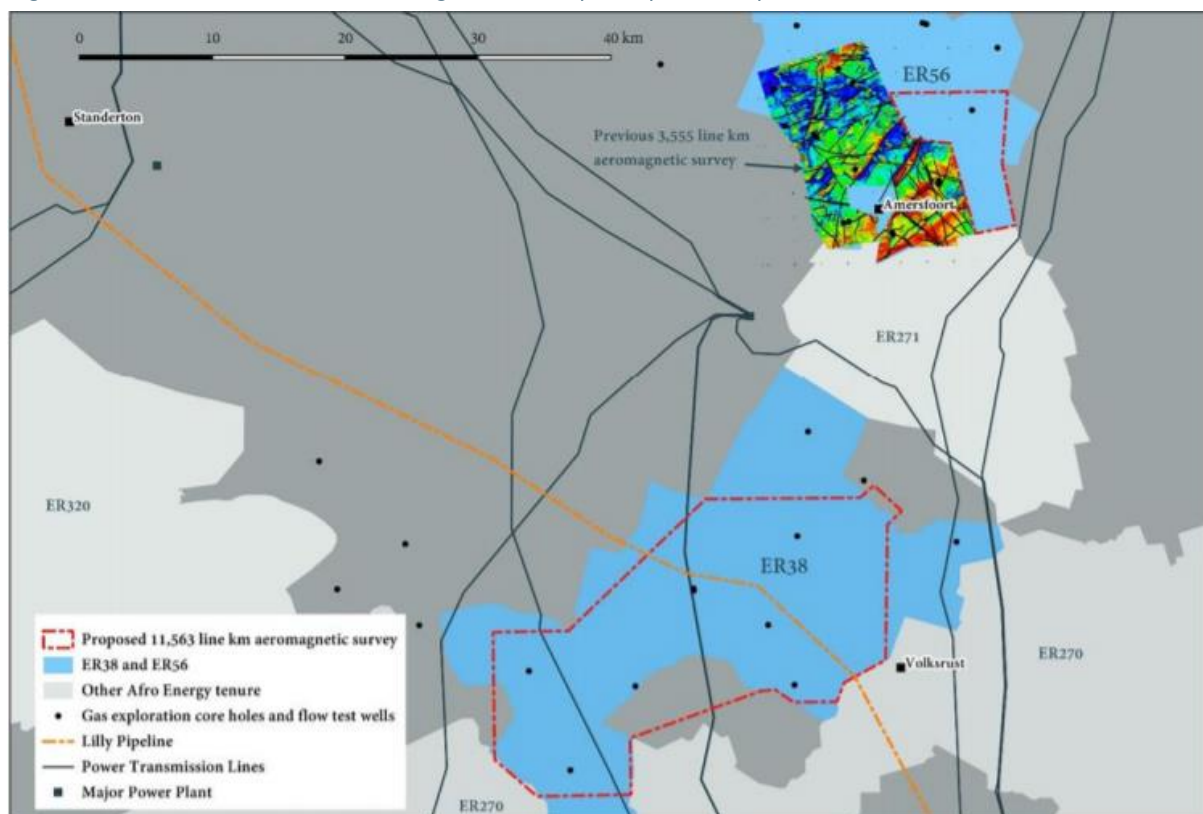 0 10 20 30 40 km
ER56
Standerton
Previous 3,555 line km
aeromagnetic survey
Amersfoort
ER271
ER320
ER38
Proposed 11,563 line km aeromagnetic survey
ER38 and ER56
Other Afro Energy tenure
Gas exploration core holes and flow test wells
Lilly Pipeline
Power Transmission Lines
Major Power Plant
Volksrust
ER270
ER270